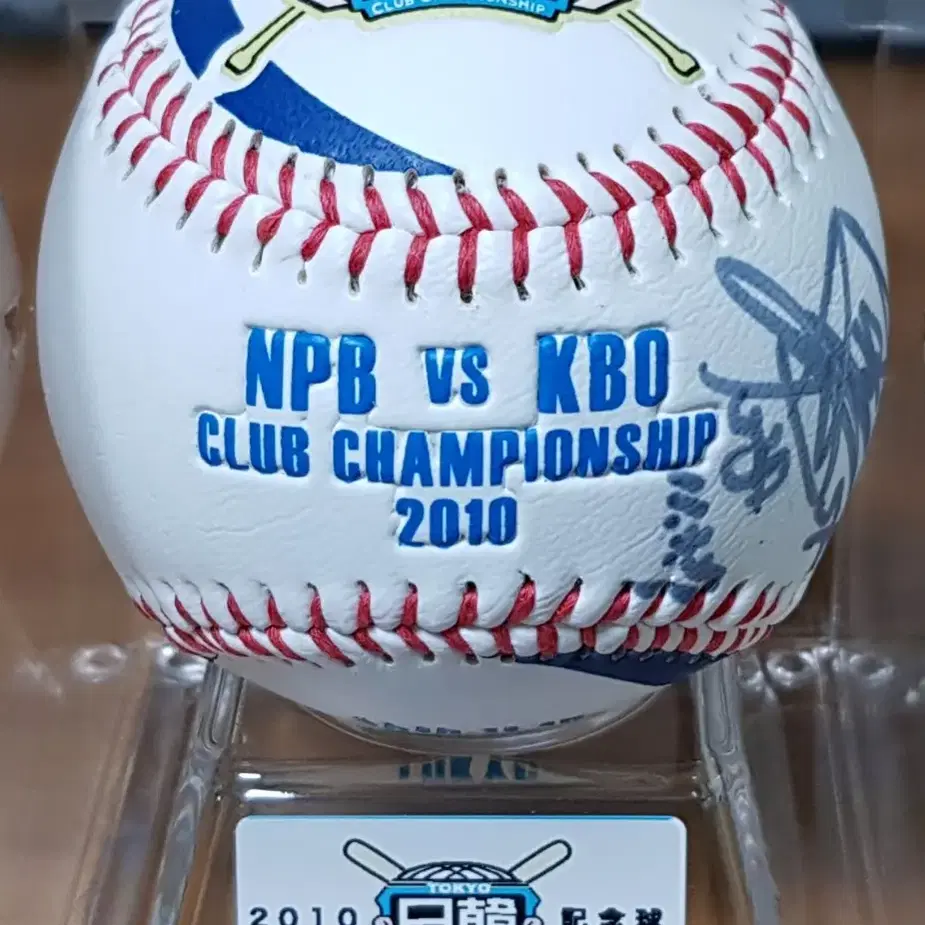 CLUB CHAMPIONSHIP
NPB VS KBO
CLUB CHAMPIONSHIP
2010
TOKYO
2010 日韓 記念球